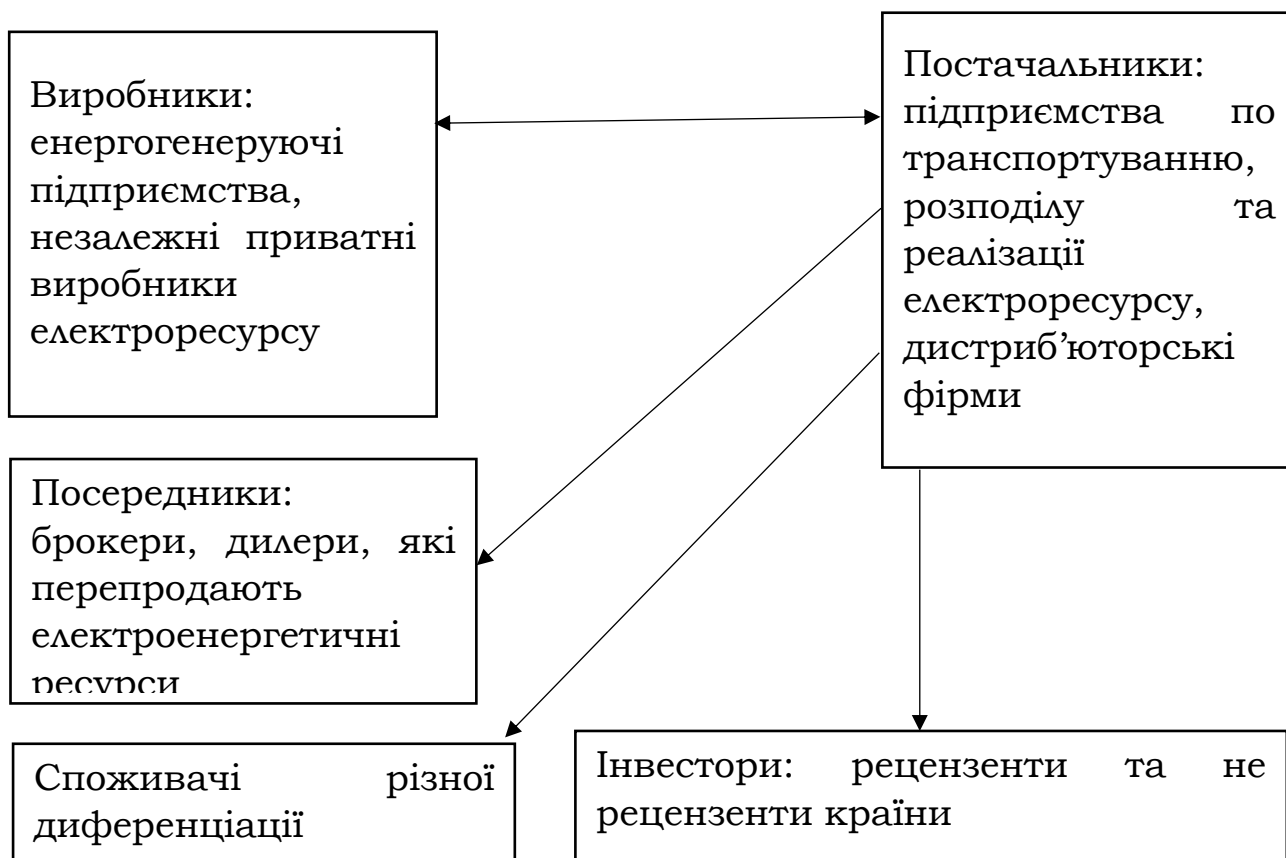 Виробники:
енергогенеруючі
підприємства,
незалежні приватні
виробники
електроресурсу
Постачальники:
підприємства по
транспортуванню,
розподілу та
реалізації
електроресурсу,
дистриб’юторські
фірми
Посередники:
брокери, дилери, які
перепродають
електроенергетичні
ресурси
Споживачі різної
диференціації
Інвестори: рецензенти та не
рецензенти країни